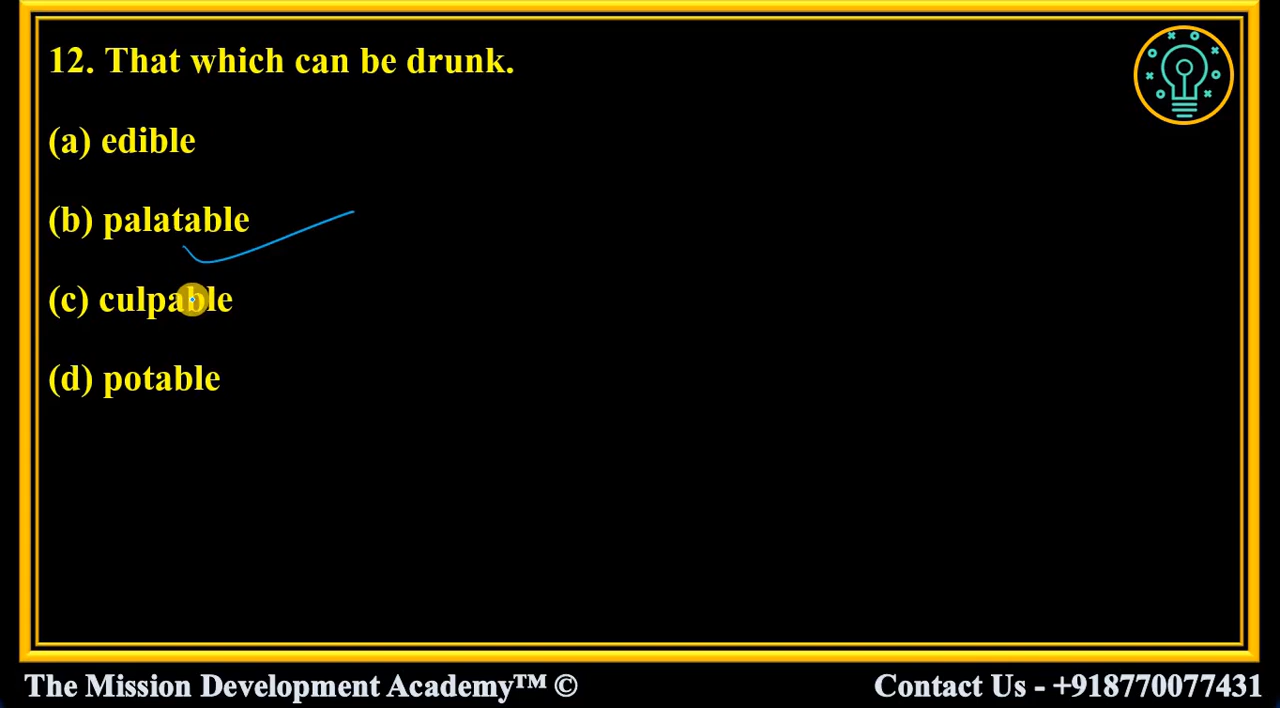 12. That which can be drunk.
(a) edible
(b) palatable
(c) culpable
(d) potable
The Mission Development Academy™ © Contact Us - +918770077431